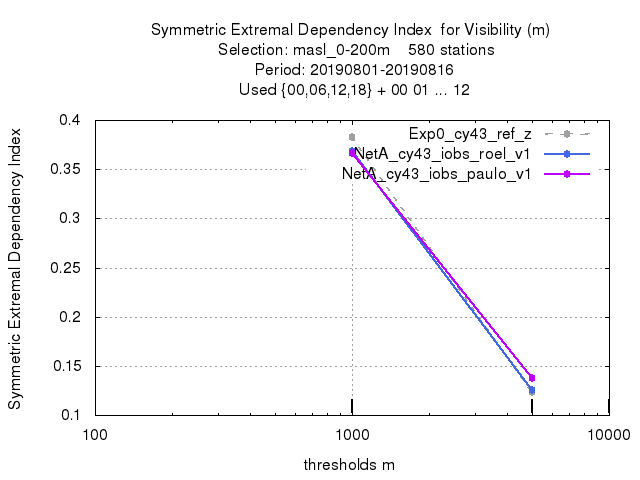 Symmetric Extremal Dependency Index  for Visibility (m)
Selection: masl_0-200m    580 stations
Period: 20190801-20190816
Used {00,06,12,18} + 00 01 ... 12
Symmetric Extremal Dependency Index
0.4
0.35
0.3
0.25
0.2
0.15
0.1
100
1000
10000
thresholds m
Exp0_cy43_ref_z
NetA_cy43_iobs_roel_v1
NetA_cy43_iobs_paulo_v1